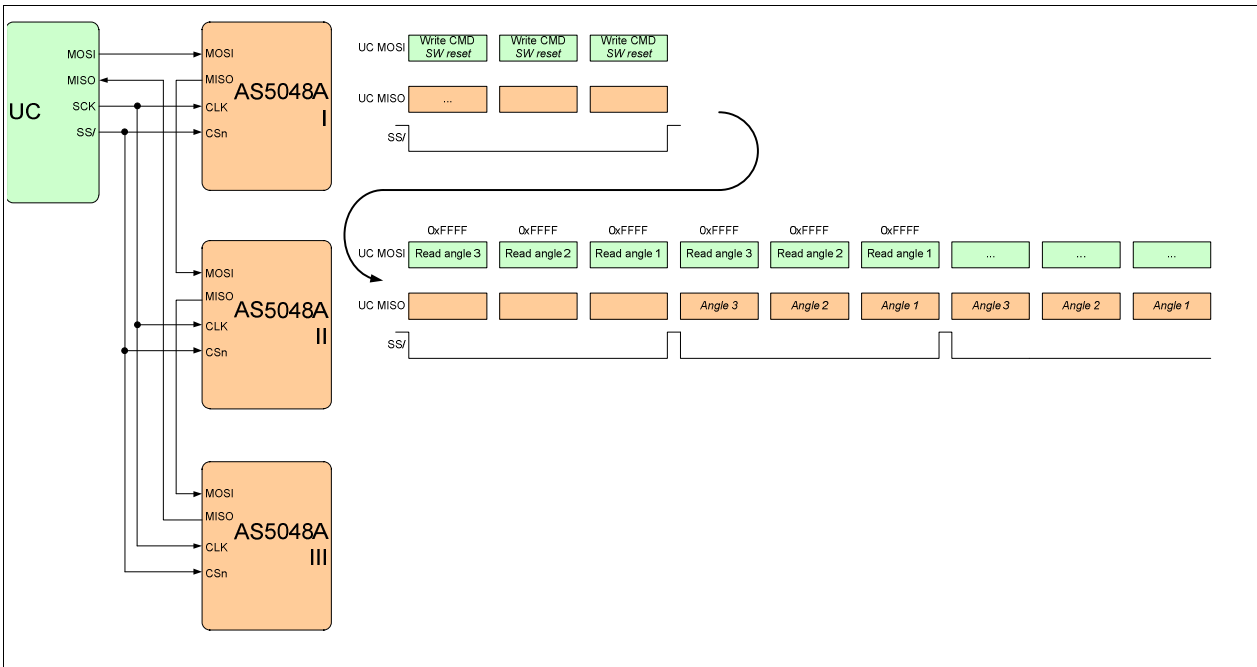 UC
MOSI
MISO
SCK
SS/
MOSI
MISO
CLK
CSn
AS5048A
I
UC MOSI
Write CMD
SW reset
Write CMD
SW reset
Write CMD
SW reset
UC MISO
...
SS/
MOSI
MISO
CLK
CSn
AS5048A
II
0xFFFF 0xFFFF 0xFFFF 0xFFFF 0xFFFF 0xFFFF
UC MOSI Read angle 3 Read angle 2 Read angle 1 Read angle 3 Read angle 2 Read angle 1 ... ... ...
UC MISO Angle 3 Angle 2 Angle 1 Angle 3 Angle 2 Angle 1
SS/
MOSI
MISO
CLK
CSn
AS5048A
III